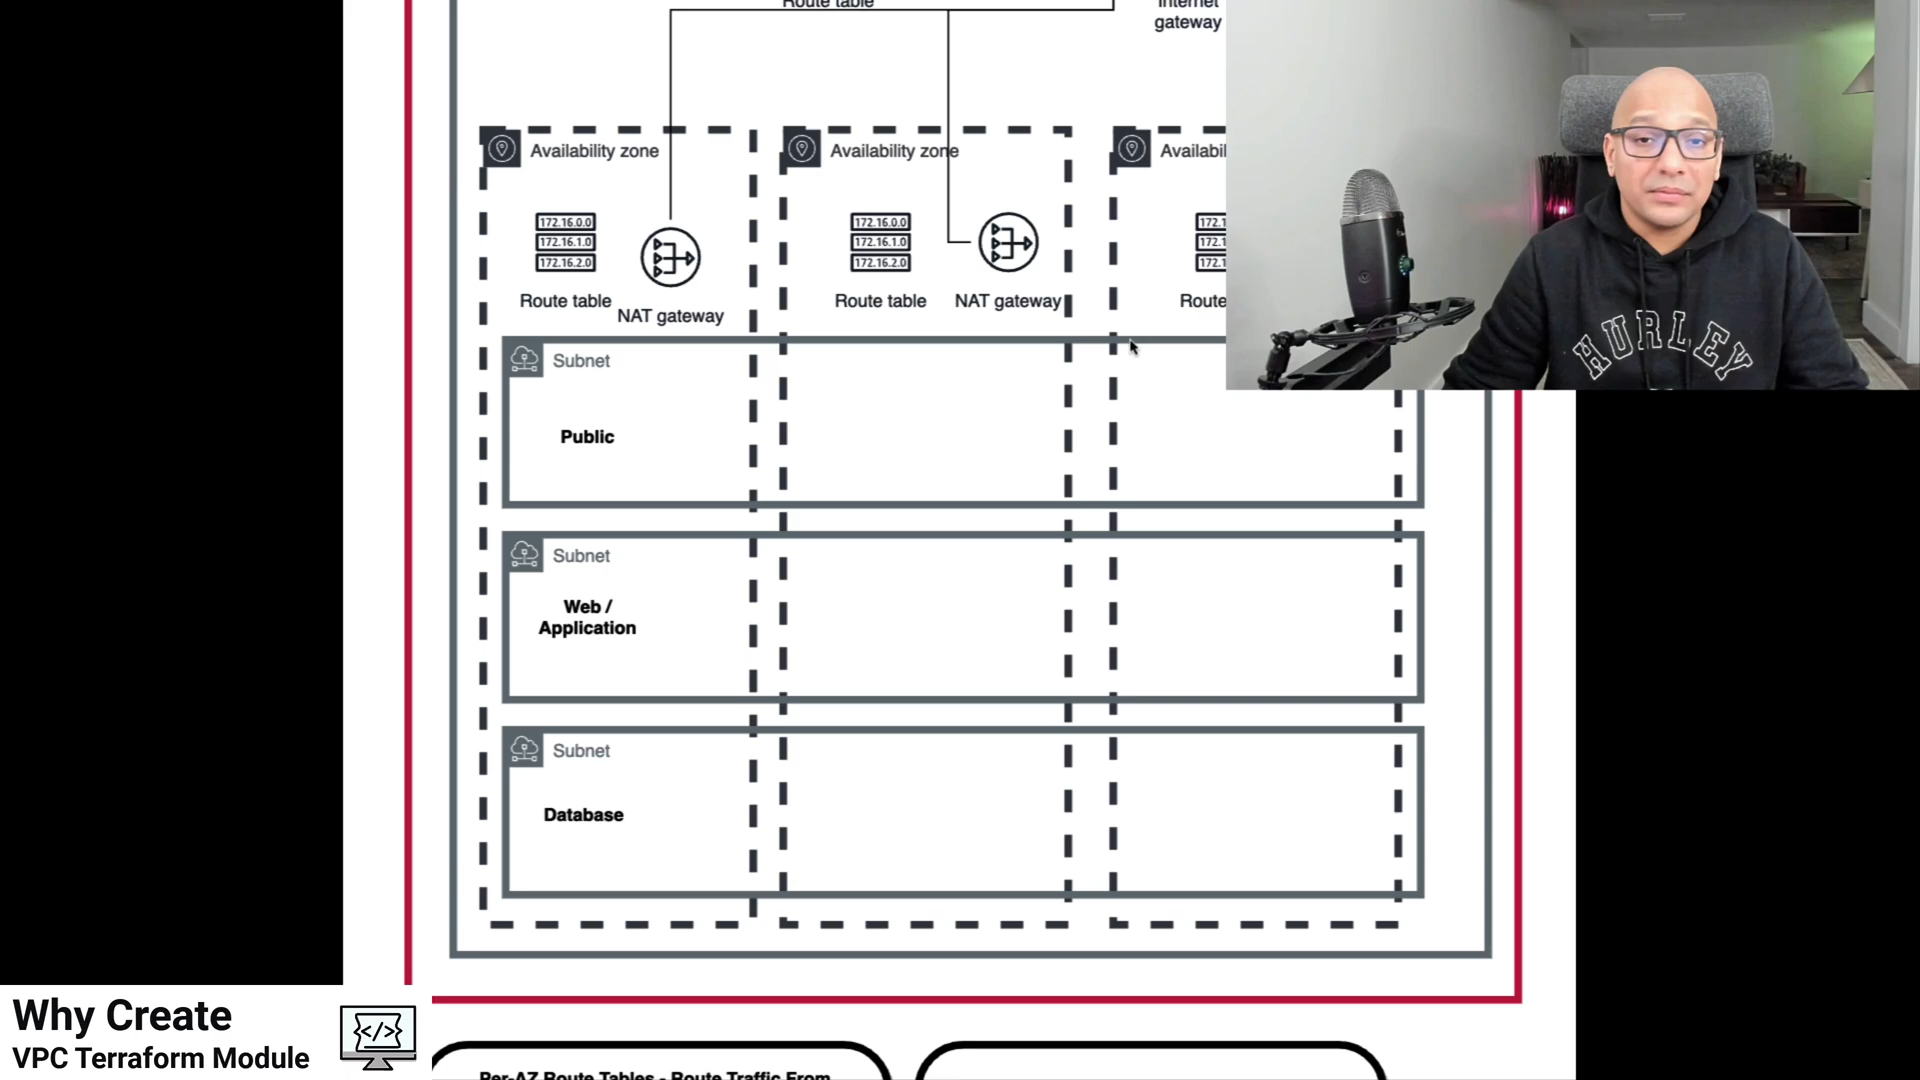 Route table
Internet
gateway
Availability zone
Availability zone
172.16.0.0
172.16.1.0
172.16.2.0
172.16.0.0
172.16.1.0
172.16.2.0
Route table
NAT gateway
Route table
NAT gateway
Route
Subnet
Public
Subnet
Web /
Application
Subnet
Database
HURLEY
Why Create
VPC Terraform Module
</>
Per-AZ Route Tables - Route Traffic From